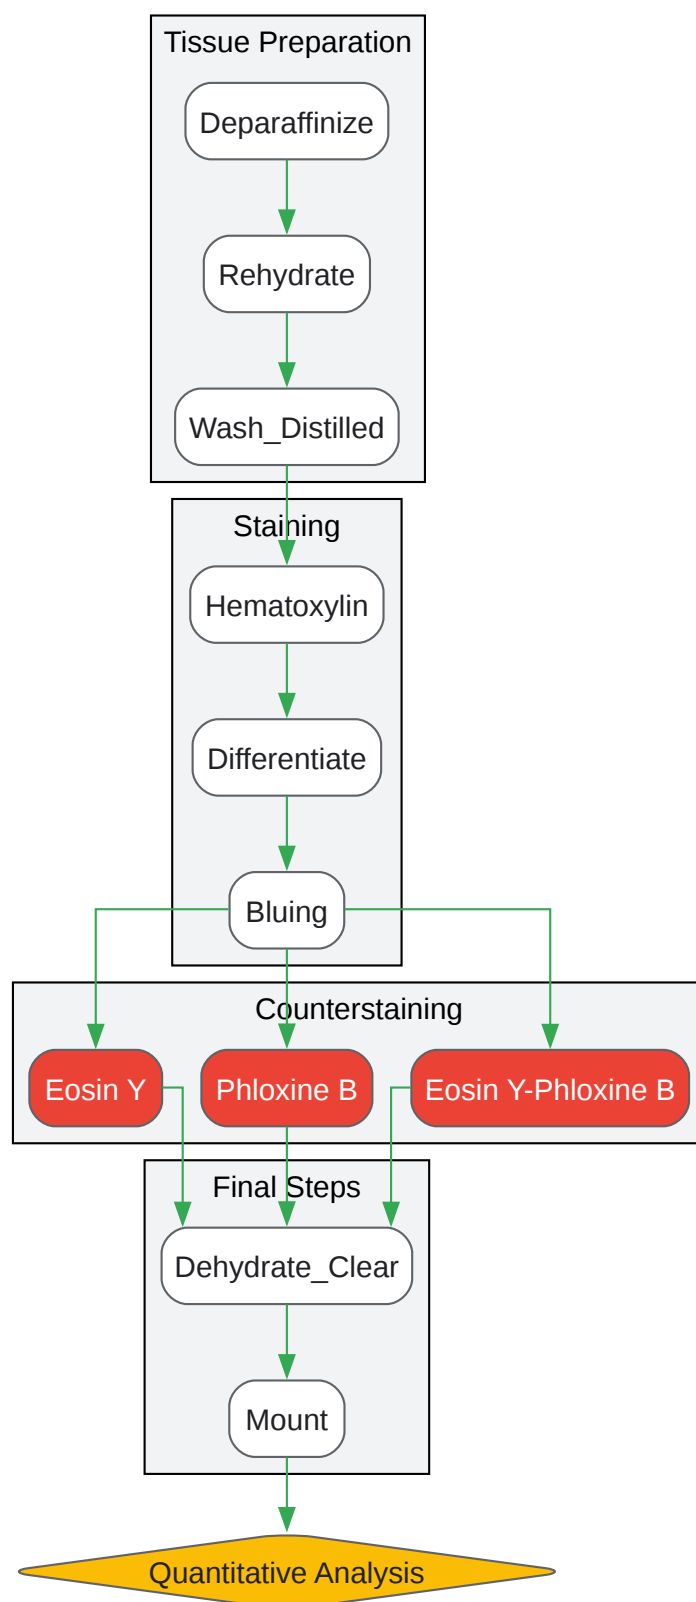 Tissue Preparation
Deparaffinize
Rehydrate
Wash_Distilled
Staining
Hematoxylin
Differentiate
Bluing
Counterstaining
Eosin Y
Phloxine B
Eosin Y-Phloxine B
Final Steps
Dehydrate_Clear
Mount
Quantitative Analysis